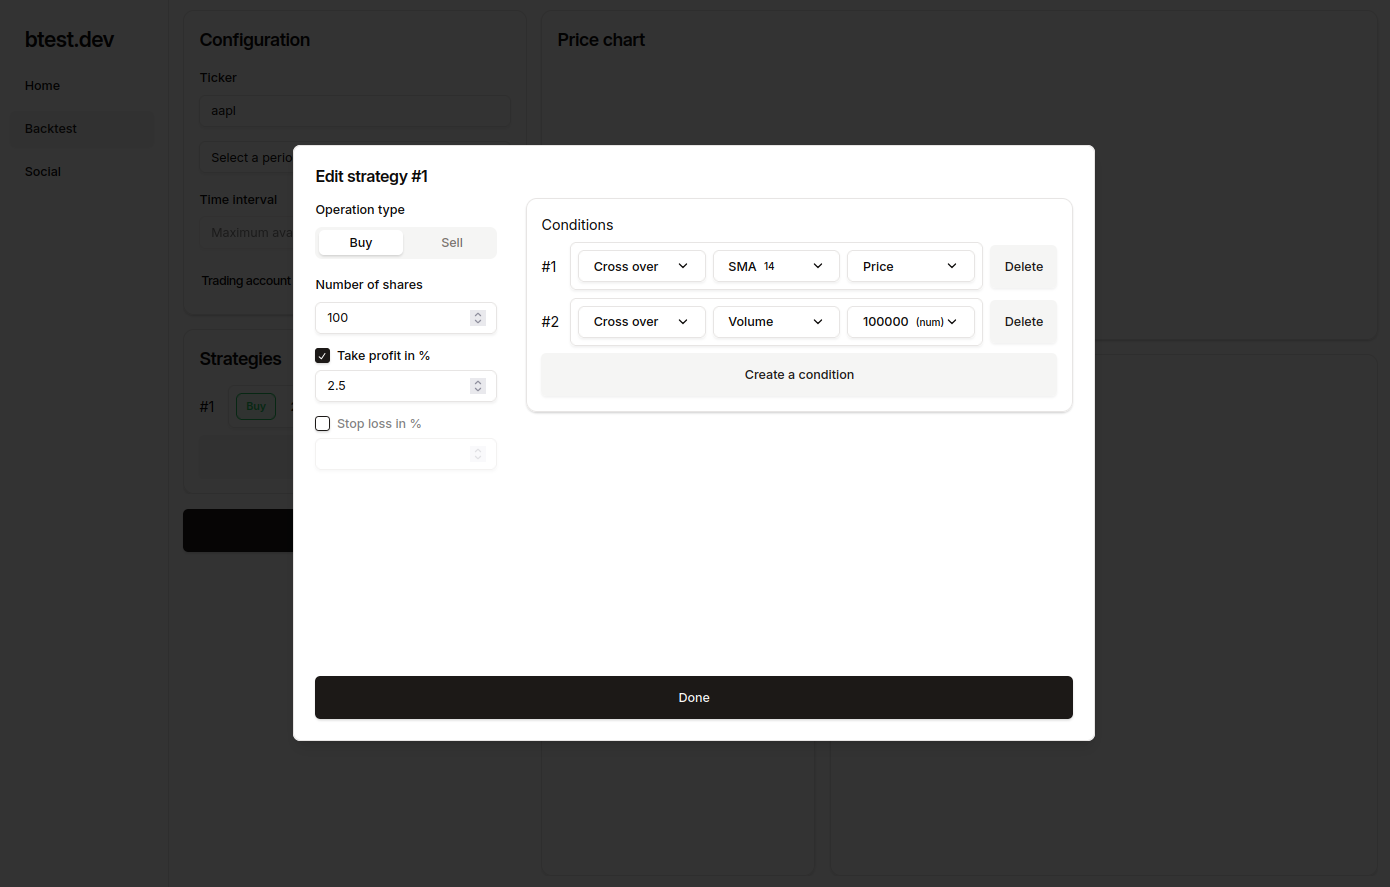 btest.dev
Home
Backtest
Social
Configuration
Ticker
aapl
Select a perio
Time interval
Maximum ava
Trading account
Strategies
#1 Buy
Price chart
Edit strategy #1
Operation type
Buy Sell
Number of shares
100
Take profit in %
2.5
Stop loss in %
Conditions
#1 Cross over SMA 14 Price Delete
#2 Cross over Volume 100000 (num) Delete
Create a condition
Done